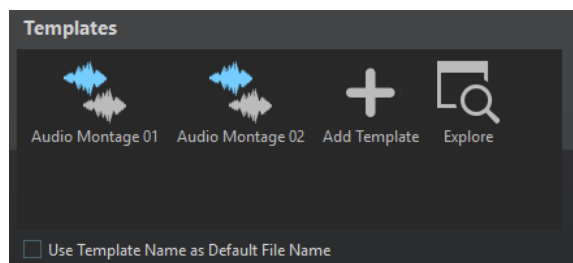 Templates
Audio Montage 01 Audio Montage 02 Add Template Explore
Use Template Name as Default File Name